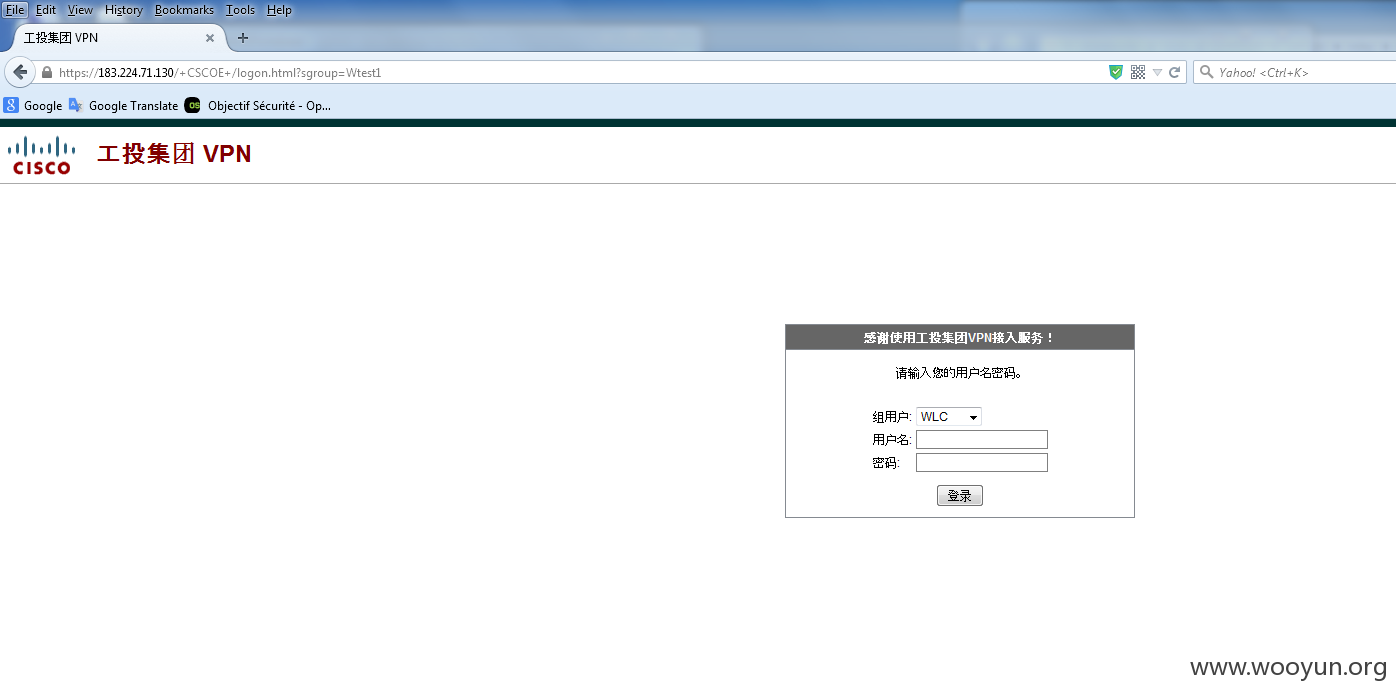 File Edit View History Bookmarks Tools Help
工投集团 VPN × +
https://183.224.71.130/+CSCOE+/logon.html?sgroup=Wtest1 Yahoo! <Ctrl+K>
8 Google Google Translate OS Objectif Sécurité - Op...
CISCO 工投集团 VPN
感谢使用工投集团VPN接入服务！
请输入您的用户名密码。
组用户: WLC
用户名:
密码:
登录
www.wooyun.org